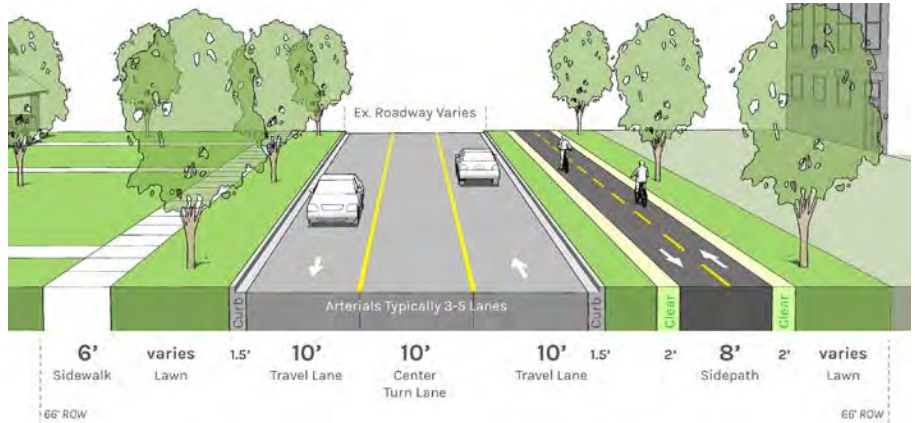 Ex. Roadway Varies
Arterials Typically 3-5 Lanes
Curb
Curb
Clear
Clear
6'
Sidewalk
varies
Lawn
1.5'
10'
Travel Lane
10'
Center
Turn Lane
10'
Travel Lane
1.5'
2'
8'
Sidepath
2'
varies
Lawn
66' ROW
66' ROW